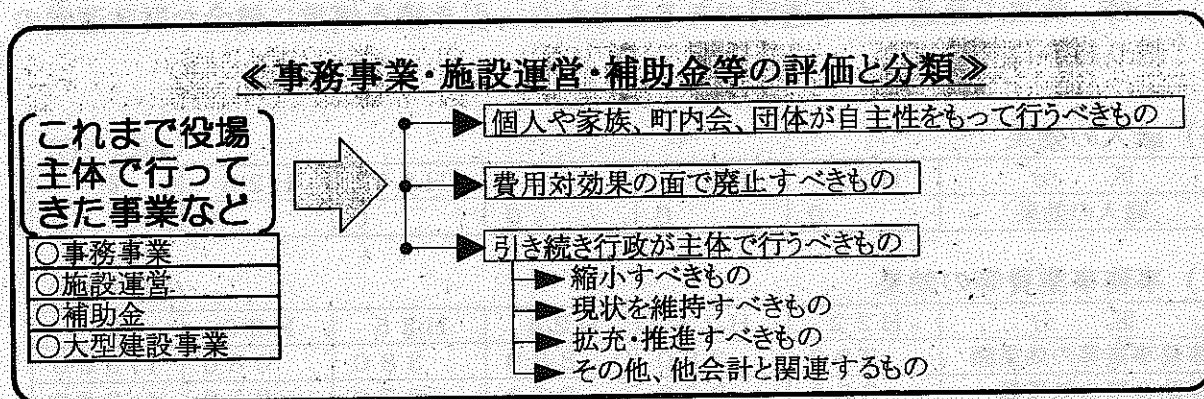 ≪事務事業・施設運営・補助金等の評価と分類≫
これまで役場
主体で行って
きた事業など
○事務事業
○施設運営
○補助金
○大型建設事業
個人や家族、町内会、団体が自主性をもって行うべきもの
費用対効果の面で廃止すべきもの
引き続き行政が主体で行うべきもの
縮小すべきもの
現状を維持すべきもの
拡充・推進すべきもの
その他、他会計と関連するもの